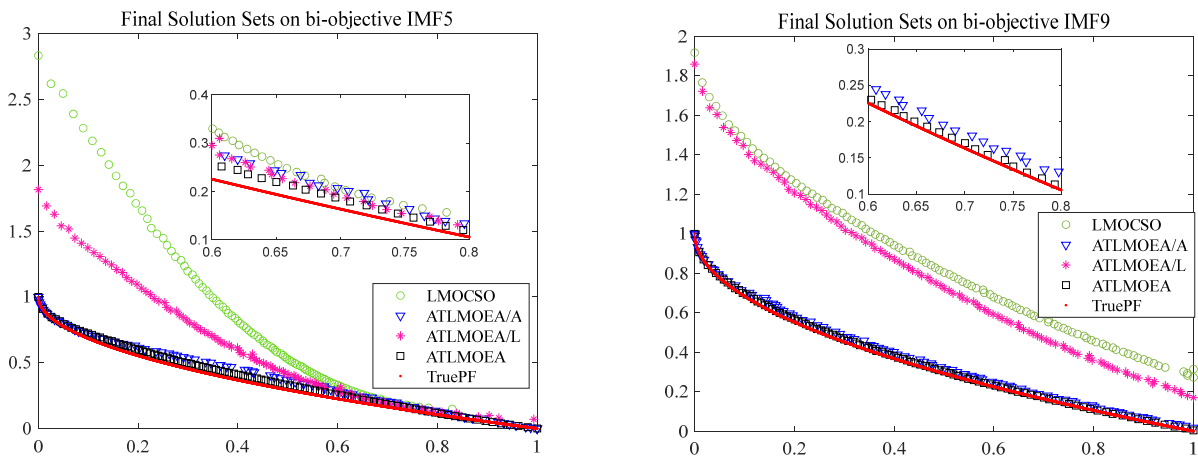 Final Solution Sets on bi-objective IMF5
3
2.5
2
1.5
1
0.5
0
0 0.2 0.4 0.6 0.8 1
0.4
0.3
0.2
0.1
0.6 0.65 0.7 0.75 0.8
LMOCSO
ATLMOEA/A
ATLMOEA/L
ATLMOEA
TruePF
Final Solution Sets on bi-objective IMF9
2
1.8
1.6
1.4
1.2
1
0.8
0.6
0.4
0.2
0
0 0.2 0.4 0.6 0.8 1
0.3
0.25
0.2
0.15
0.1
0.6 0.65 0.7 0.75 0.8
LMOCSO
ATLMOEA/A
ATLMOEA/L
ATLMOEA
TruePF